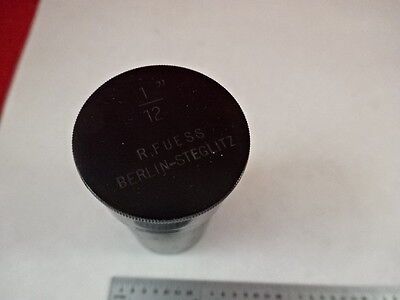 1"
12
R.FUESS
BERLIN-STEGLITZ